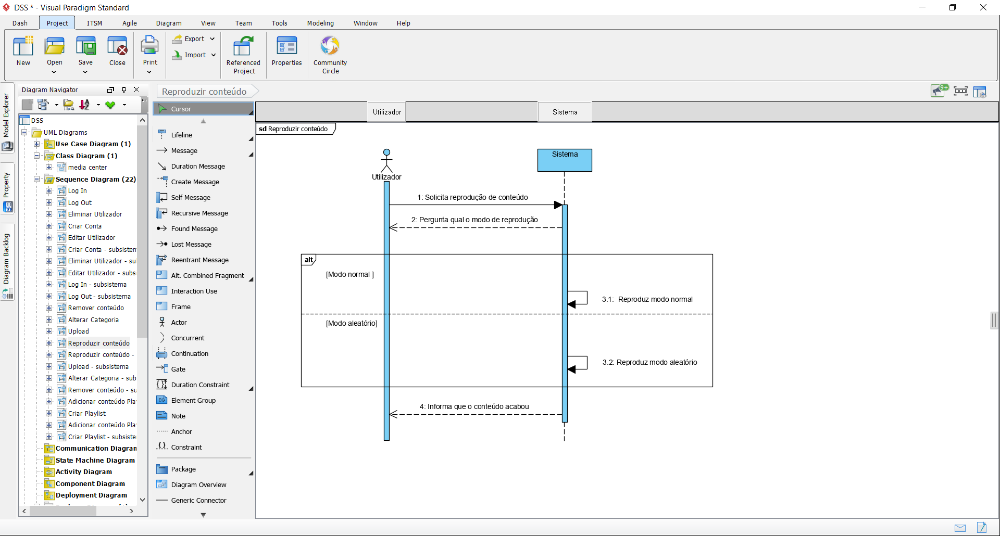 DSS * - Visual Paradigm Standard
Dash Project ITSM Agile Diagram View Team Tools Modeling Window Help
New
Open
Save
Close
Print
Export
Import
Referenced
Project
Properties
Community
Circle
Model Explorer
Property
Diagram Backlog
Diagram Navigator
DSS
UML Diagrams
Use Case Diagram (1)
Class Diagram (1)
media center
Sequence Diagram (22)
Log In
Log Out
Eliminar Utilizador
Criar Conta
Editar Utilizador
Criar Conta - subsistem
Eliminar Utilizador - su
Editar Utilizador - subs
Log In - subsistema
Log Out - subsistema
Remover conteúdo
Alterar Categoria
Upload
Reproduzir conteúdo
Reproduzir conteúdo -
Upload - subsistema
Alterar Categoria - sub
Remover conteúdo - su
Adicionar conteúdo Pla
Criar Playlist
Adicionar conteúdo Pla
Criar Playlist - subsiste
Communication Diagran
State Machine Diagram
Activity Diagram
Component Diagram
Deployment Diagram
Reproduzir conteúdo
9+
Cursor
Lifeline
Message
Duration Message
Create Message
Self Message
Recursive Message
Found Message
Lost Message
Reentrant Message
Alt. Combined Fragment
Interaction Use
Frame
Actor
Concurrent
Continuation
Gate
Duration Constraint
EG Element Group
Note
Anchor
Constraint
Package
Diagram Overview
Generic Connector
Utilizador
Sistema
sd Reproduzir conteúdo
Sistema
Utilizador
1: Solicita reprodução de conteúdo
2: Pergunta qual o modo de reprodução
alt
[Modo normal ]
3.1:  Reproduz modo normal
[Modo aleatório]
3.2: Reproduz modo aleatório
4: Informa que o conteúdo acabou